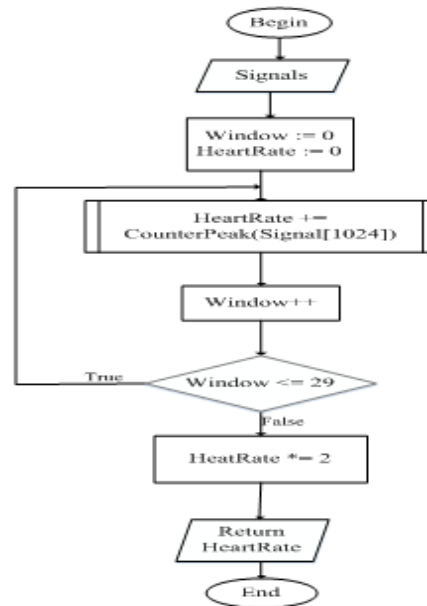 Begin
Signals
Window := 0
HeartRate := 0
HeartRate +=
CounterPeak(Signal[1024])
Window++
True
Window <= 29
False
HeatRate *= 2
Return
HeartRate
End